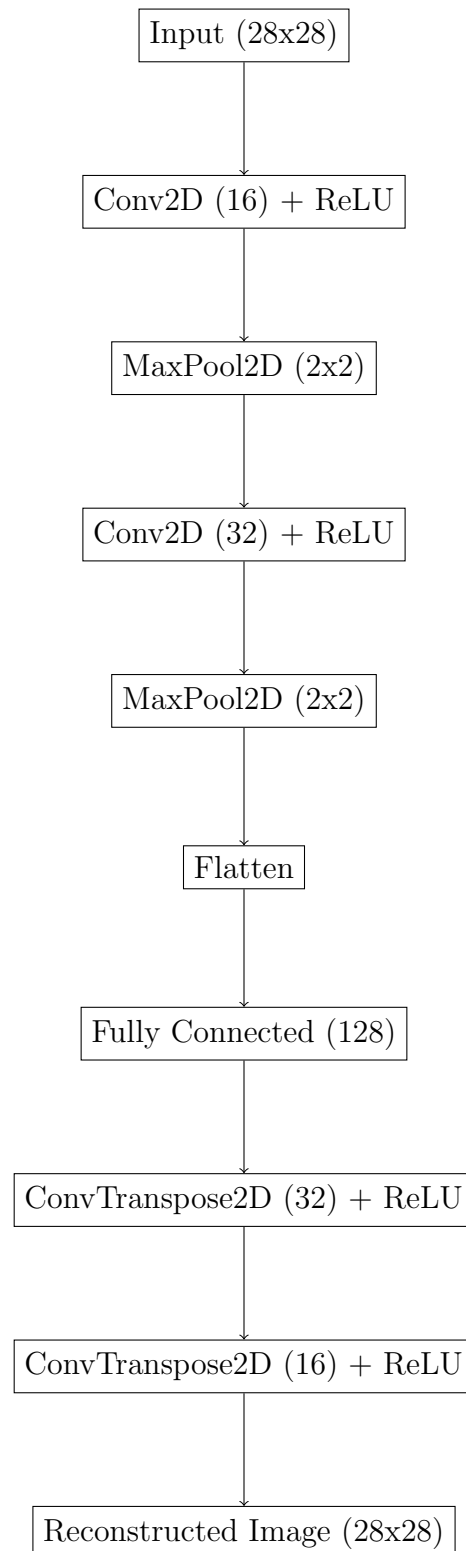 Input (28x28)
Conv2D (16) + ReLU
MaxPool2D (2x2)
Conv2D (32) + ReLU
MaxPool2D (2x2)
Flatten
Fully Connected (128)
ConvTranspose2D (32) + ReLU
ConvTranspose2D (16) + ReLU
Reconstructed Image (28x28)